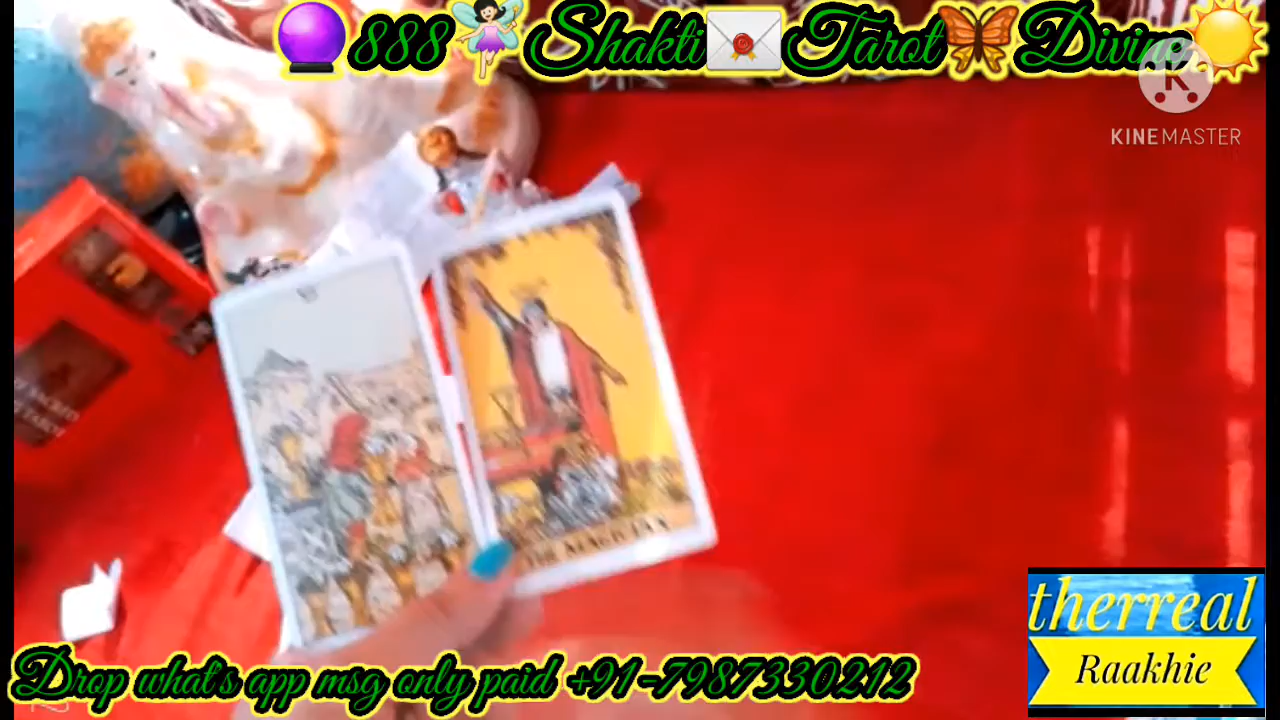 888 Shakti Tarot Divine
KINEMASTER
THE MAGICIAN
therreal
Raakhie
Drop what's app msg only paid +91-7987330212